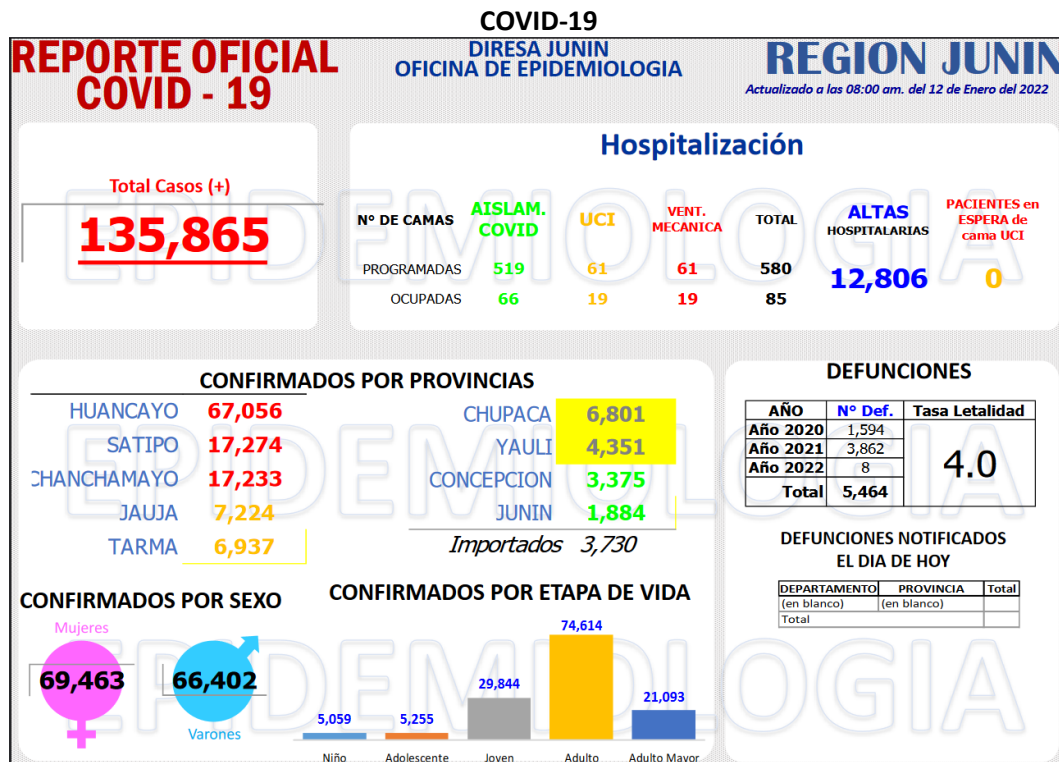 COVID-19
REPORTE OFICIAL
COVID - 19
DIRESA JUNIN
OFICINA DE EPIDEMIOLOGIA
REGION JUNIN
Actualizado a las 08:00 am. del 12 de Enero del 2022
Total Casos (+)
135,865
Hospitalización
N° DE CAMAS AISLAM. COVID UCI VENT. MECANICA TOTAL ALTAS HOSPITALARIAS PACIENTES en ESPERA de cama UCI
PROGRAMADAS 519 61 61 580 12,806 0
OCUPADAS 66 19 19 85
EPIDEMIOLOGIA
CONFIRMADOS POR PROVINCIAS
HUANCAYO 67,056
SATIPO 17,274
CHANCHAMAYO 17,233
JAUJA 7,224
TARMA 6,937
CHUPACA 6,801
YAULI 4,351
CONCEPCION 3,375
JUNIN 1,884
Importados 3,730
EPIDEMIOLOGIA
DEFUNCIONES
AÑO N° Def. Tasa Letalidad
Año 2020 1,594
Año 2021 3,862
Año 2022 8
Total 5,464
4.0
DEFUNCIONES NOTIFICADOS
EL DIA DE HOY
DEPARTAMENTO PROVINCIA Total
(en blanco) (en blanco)
Total
CONFIRMADOS POR SEXO
Mujeres
69,463
66,402
Varones
CONFIRMADOS POR ETAPA DE VIDA
5,059 5,255 29,844 74,614 21,093
Niño Adolescente Joven Adulto Adulto Mayor
EPIDEMIOLOGIA